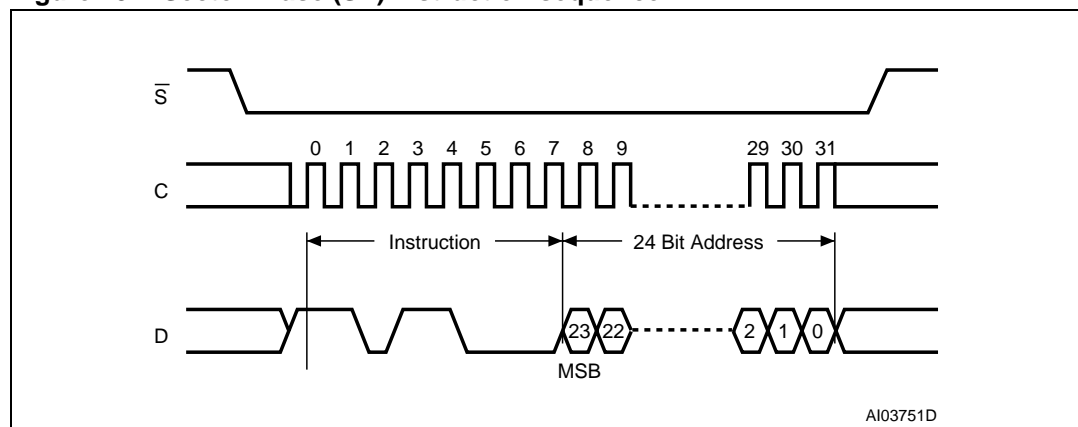 S
0 1 2 3 4 5 6 7 8 9 29 30 31
C
Instruction 24 Bit Address
D 23 22 2 1 0
MSB
AI03751D